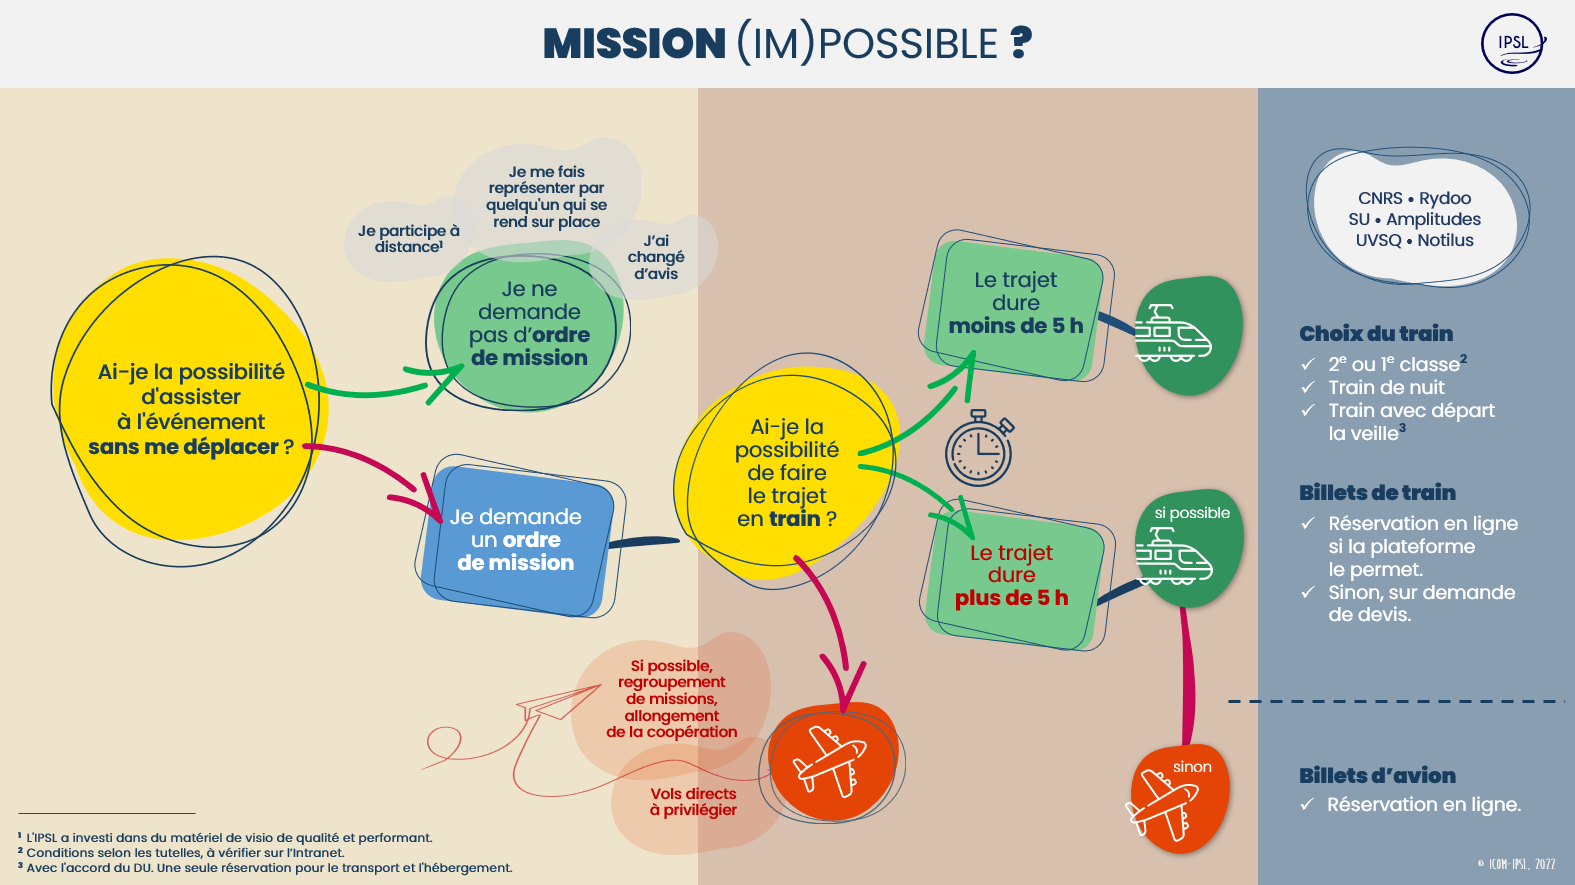 MISSION (IM)POSSIBLE ?
IPSL
Ai-je la possibilité
d'assister
à l'événement
sans me déplacer ?
Je participe à
distance¹
Je me fais
représenter par
quelqu'un qui se
rend sur place
J'ai
changé
d'avis
Je ne
demande
pas d'ordre
de mission
Je demande
un ordre
de mission
Ai-je la
possibilité
de faire
le trajet
en train ?
Le trajet
dure
moins de 5 h
Le trajet
dure
plus de 5 h
si possible
sinon
Si possible,
regroupement
de missions,
allongement
de la coopération
Vols directs
à privilégier
CNRS • Rydoo
SU • Amplitudes
UVSQ • Notilus
Choix du train
✓ 2ᵉ ou 1ᵉ classe²
✓ Train de nuit
✓ Train avec départ
la veille³
Billets de train
✓ Réservation en ligne
si la plateforme
le permet.
✓ Sinon, sur demande
de devis.
Billets d'avion
✓ Réservation en ligne.
¹ L'IPSL a investi dans du matériel de visio de qualité et performant.
² Conditions selon les tutelles, à vérifier sur l'Intranet.
³ Avec l'accord du DU. Une seule réservation pour le transport et l'hébergement.
© ICOM-IPSL, 2022